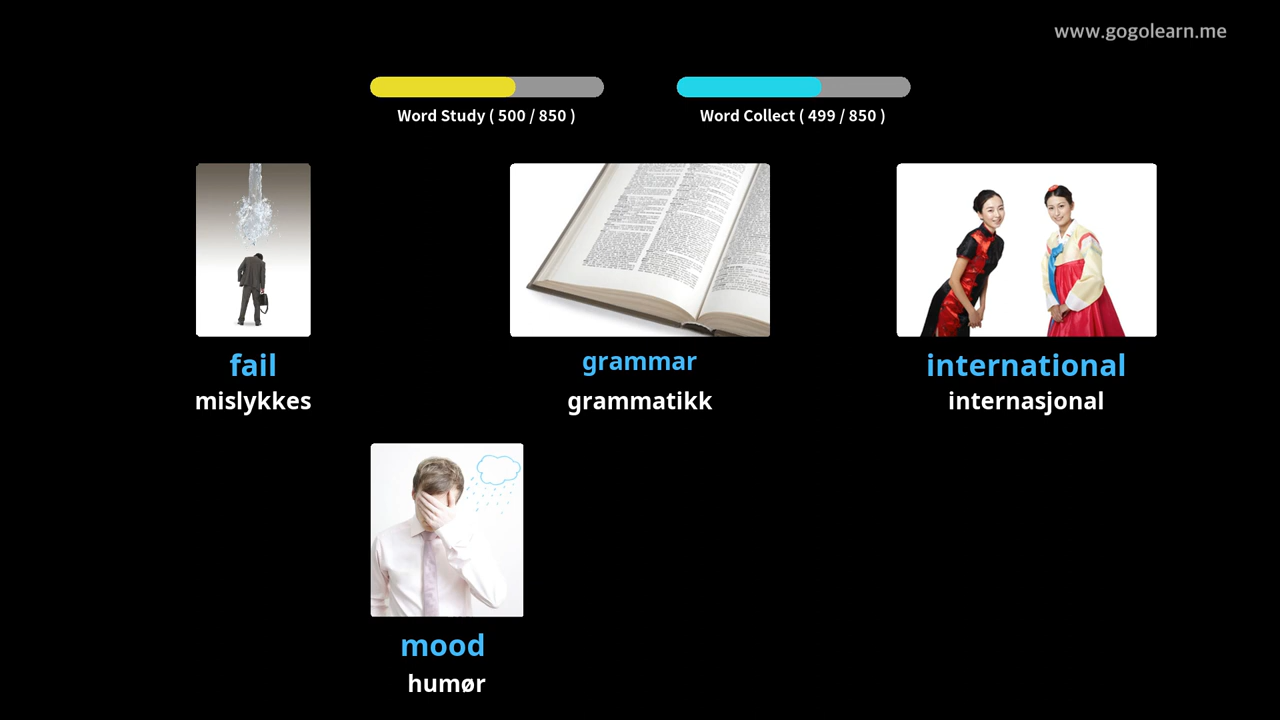 www.gogolearn.me
Word Study ( 500 / 850 )
Word Collect ( 499 / 850 )
fail
mislykkes
grammar
grammatikk
international
internasjonal
mood
humør